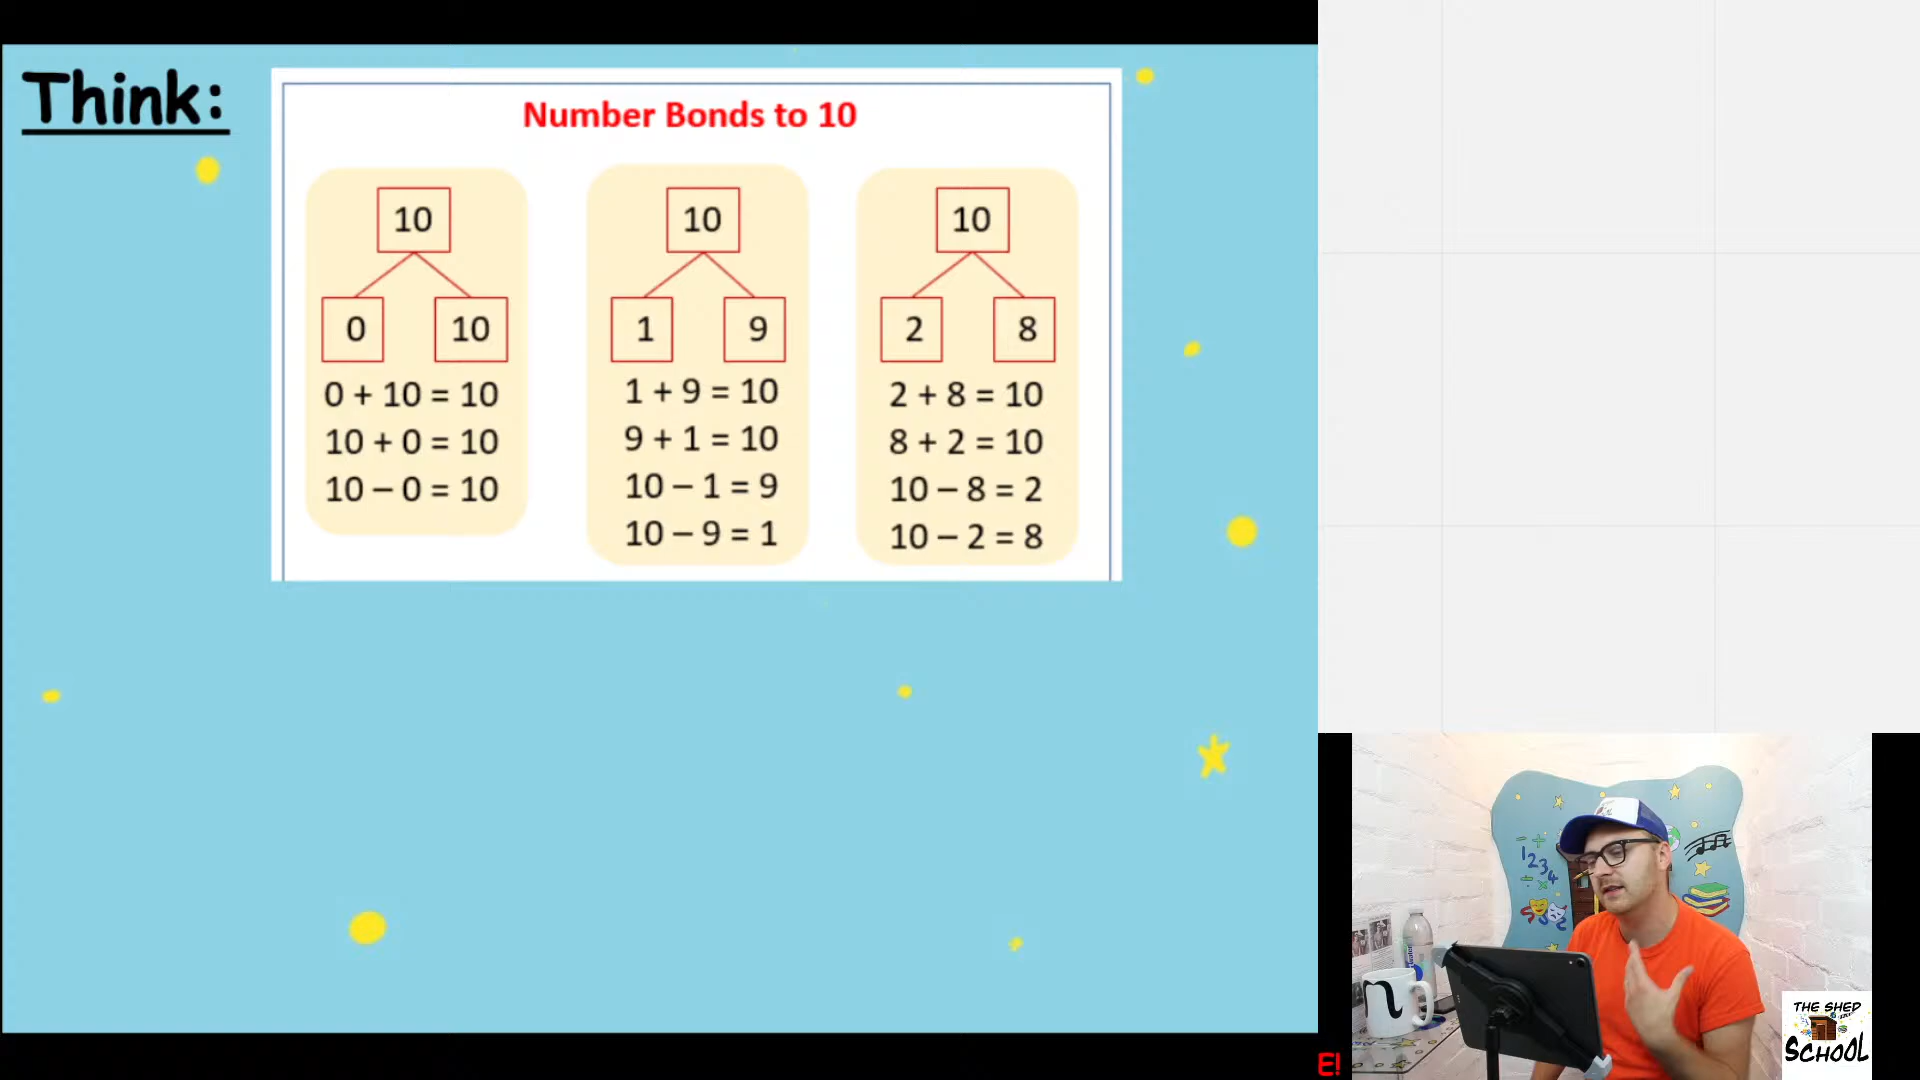 Think:
Number Bonds to 10
10
0 10
0 + 10 = 10
10 + 0 = 10
10 – 0 = 10
10
1 9
1 + 9 = 10
9 + 1 = 10
10 – 1 = 9
10 – 9 = 1
10
2 8
2 + 8 = 10
8 + 2 = 10
10 – 8 = 2
10 – 2 = 8
1234
n
E!
THE SHED
SCHOOL